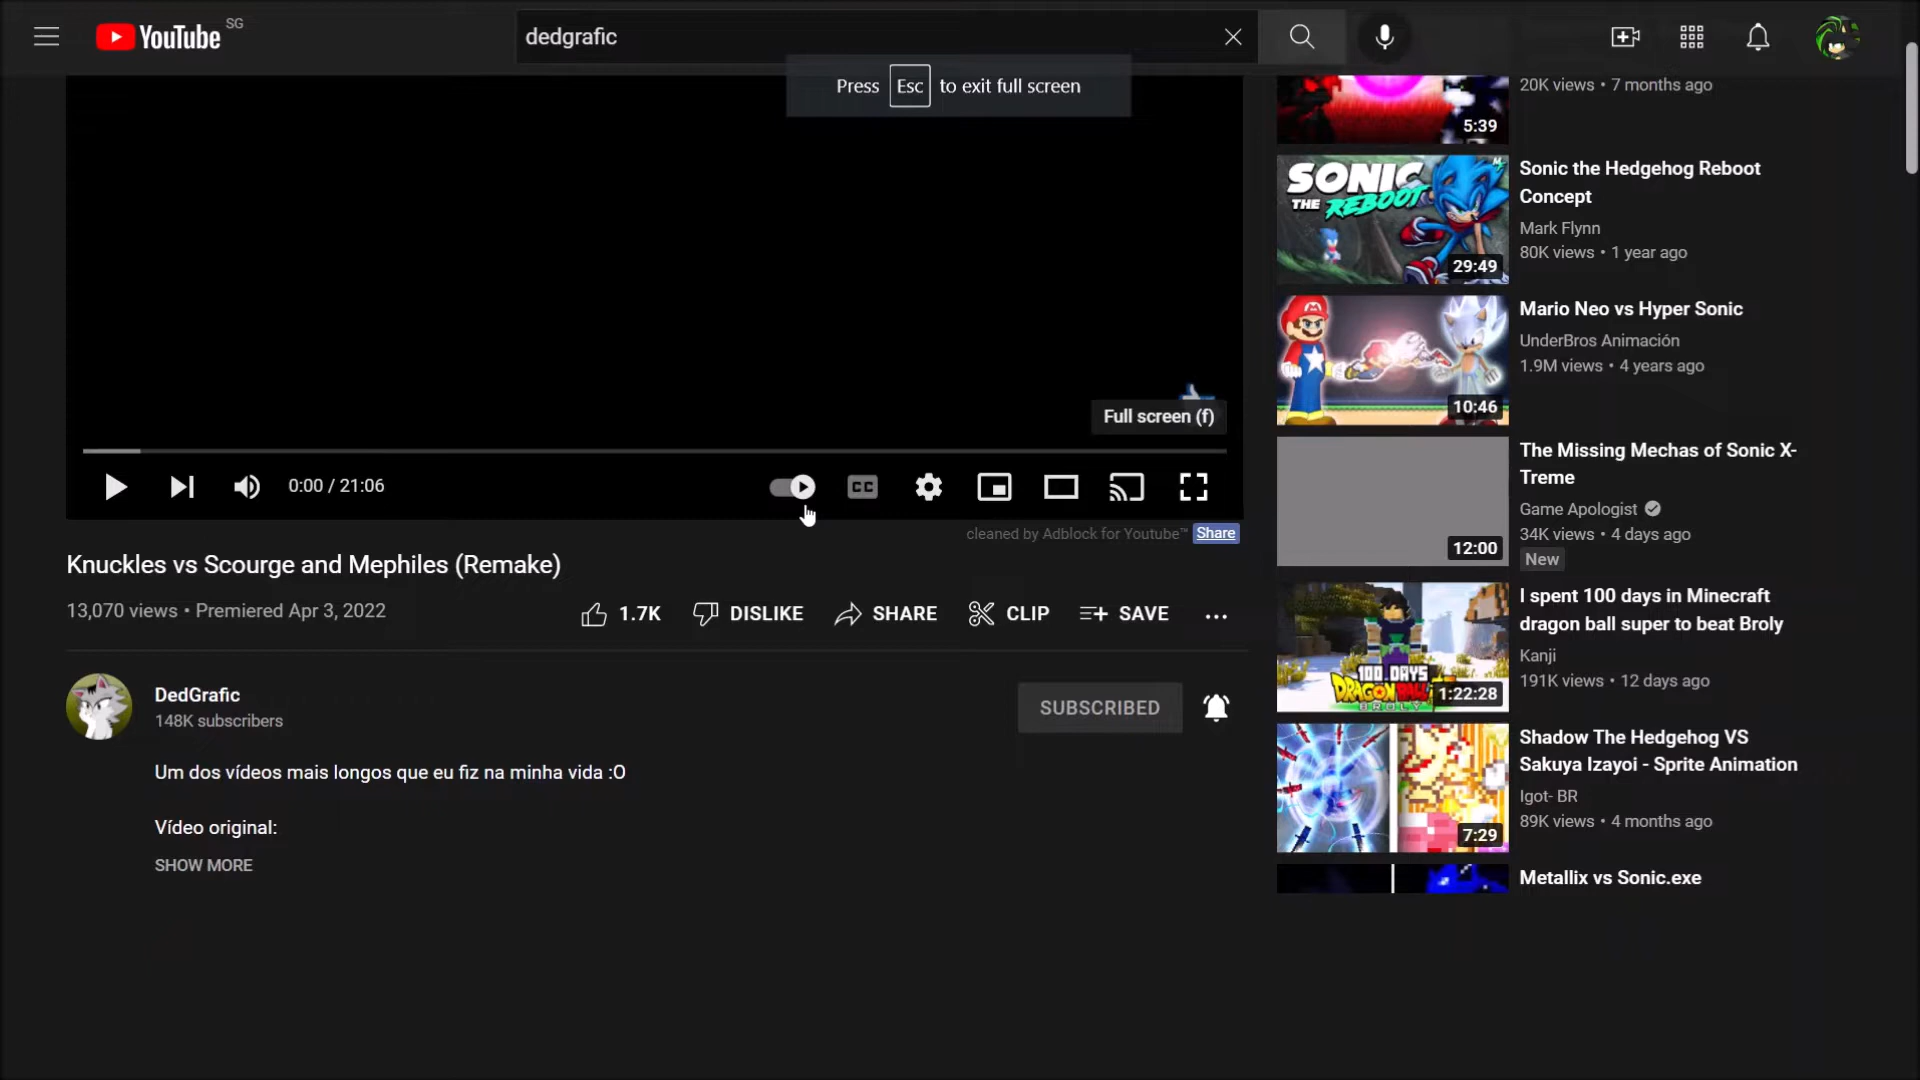 YouTube SG
dedgrafic
Press Esc to exit full screen
Full screen (f)
0:00 / 21:06
CC
cleaned by Adblock for Youtube™ Share
Knuckles vs Scourge and Mephiles (Remake)
13,070 views • Premiered Apr 3, 2022
1.7K DISLIKE SHARE CLIP SAVE
DedGrafic
148K subscribers
SUBSCRIBED
Um dos vídeos mais longos que eu fiz na minha vida :O
Vídeo original:
SHOW MORE
20K views • 7 months ago
5:39
SONIC
THE REBOOT
29:49
Sonic the Hedgehog Reboot
Concept
Mark Flynn
80K views • 1 year ago
10:46
Mario Neo vs Hyper Sonic
UnderBros Animación
1.9M views • 4 years ago
12:00
The Missing Mechas of Sonic X-
Treme
Game Apologist
34K views • 4 days ago
New
100 DAYS
DRAGON BALL
BROLY
1:22:28
I spent 100 days in Minecraft
dragon ball super to beat Broly
Kanji
191K views • 12 days ago
7:29
Shadow The Hedgehog VS
Sakuya Izayoi - Sprite Animation
Igot- BR
89K views • 4 months ago
Metallix vs Sonic.exe